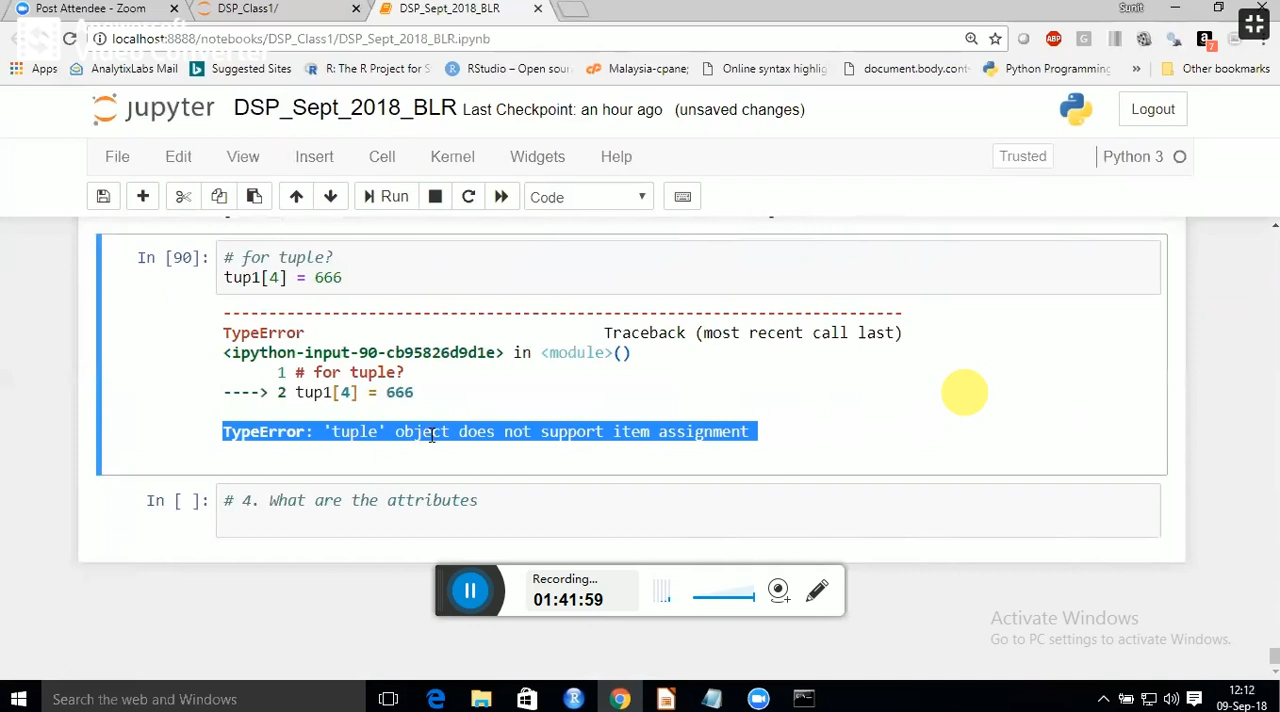 Post Attendee - Zoom
DSP_Class1/
DSP_Sept_2018_BLR
Sunit
localhost:8888/notebooks/DSP_Class1/DSP_Sept_2018_BLR.ipynb
Apps
AnalytixLabs Mail
Suggested Sites
R: The R Project for S
RStudio – Open sour
Malaysia-cpane
Online syntax highlig
document.body.cont
Python Programming
Other bookmarks
jupyter
DSP_Sept_2018_BLR Last Checkpoint: an hour ago (unsaved changes)
Logout
File Edit View Insert Cell Kernel Widgets Help
Trusted
Python 3
Run
Code
In [90]: # for tuple?
tup1[4] = 666
---------------------------------------------------------------------------
TypeError Traceback (most recent call last)
<ipython-input-90-cb95826d9d1e> in <module>()
1 # for tuple?
----> 2 tup1[4] = 666
TypeError: 'tuple' object does not support item assignment
In [ ]: # 4. What are the attributes
Recording...
01:41:59
Activate Windows
Go to PC settings to activate Windows.
Search the web and Windows
12:12
09-Sep-18